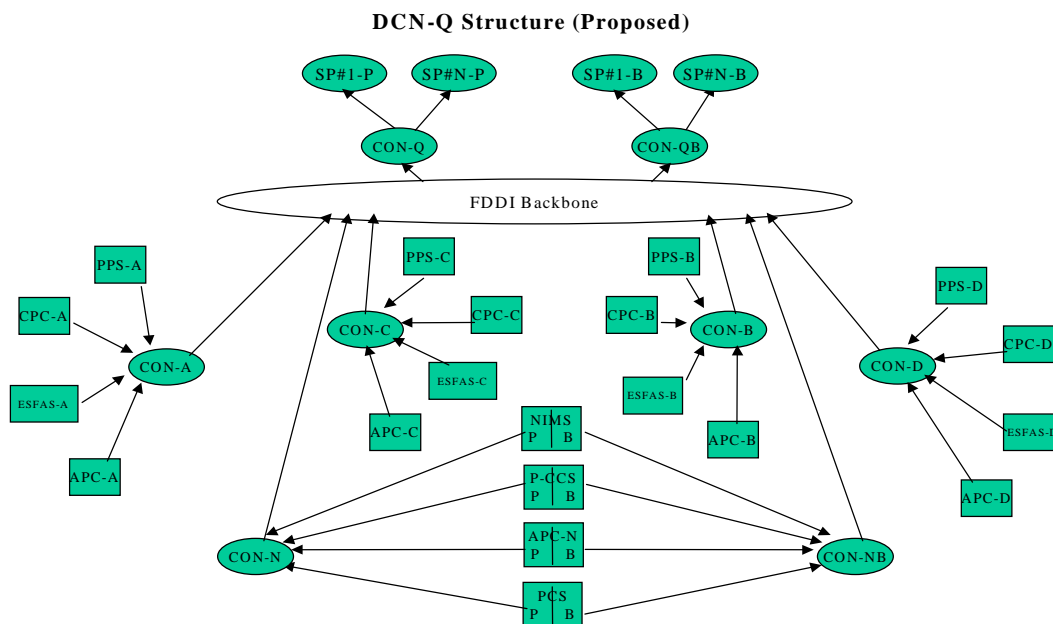 DCN-Q Structure (Proposed)
SP#1-P
SP#N-P
SP#1-B
SP#N-B
CON-Q
CON-QB
FDDI Backbone
PPS-A
PPS-C
PPS-B
PPS-D
CPC-A
CPC-C
CPC-B
CPC-D
CON-A
CON-C
CON-B
CON-D
ESFAS-A
ESFAS-C
ESFAS-B
ESFAS-D
APC-A
APC-C
APC-B
APC-D
NIMS
P B
P-CCS
P B
APC-N
P B
PCS
P B
CON-N
CON-NB